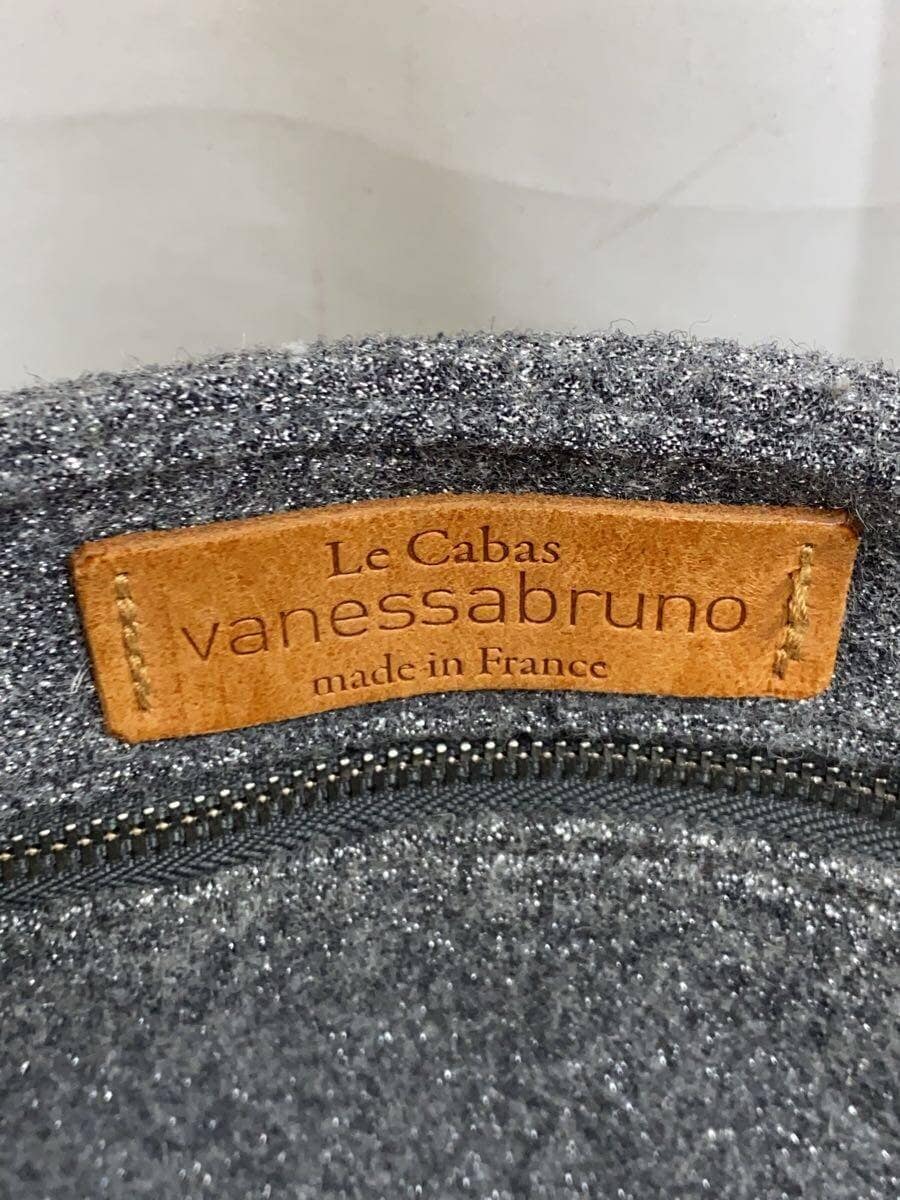 Le Cabas
vanessabruno
made in France